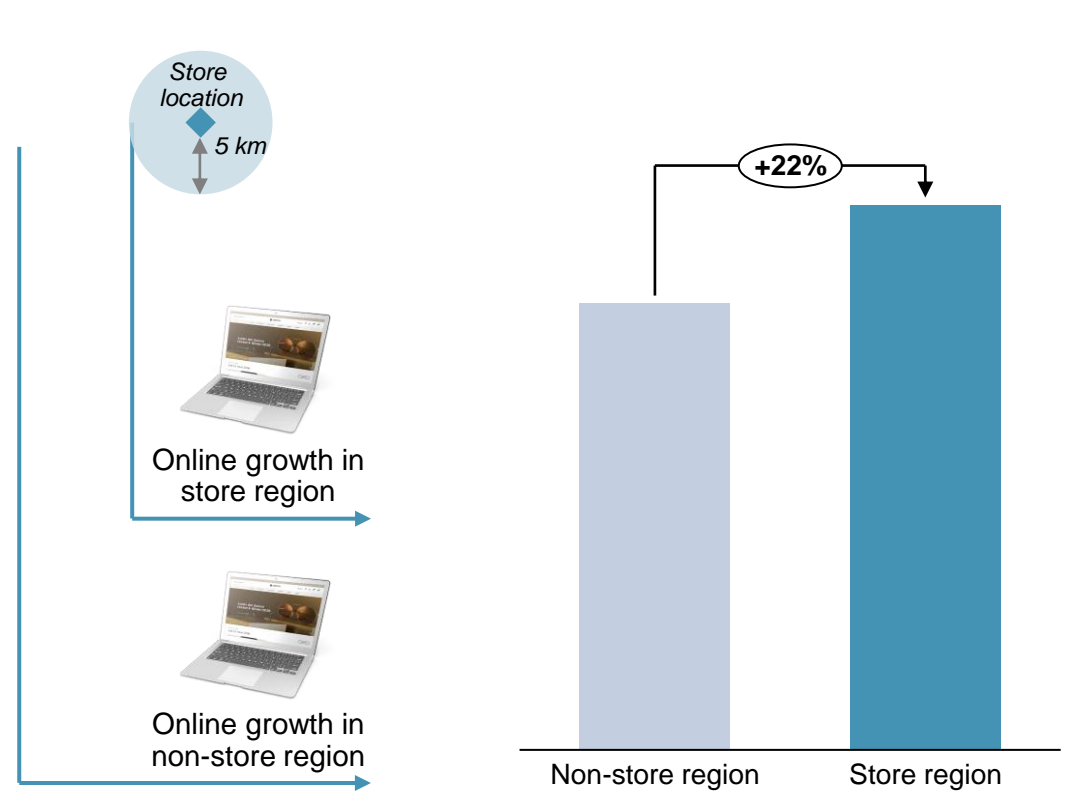 Store
location
5 km
+22%
Online growth in
store region
Online growth in
non-store region
Non-store region
Store region